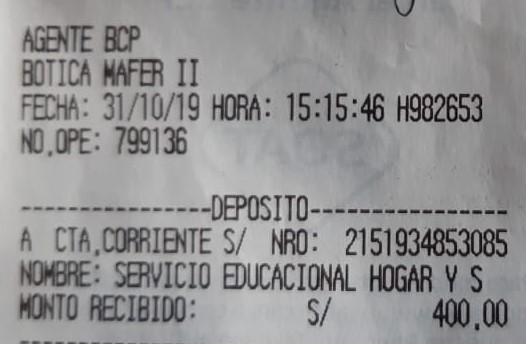 AGENTE BCP
BOTICA MAFER II
FECHA: 31/10/19 HORA: 15:15:46 H982653
NO.OPE: 799136
---------------DEPOSITO---------------
A CTA.CORRIENTE S/ NRO: 2151934853085
NOMBRE: SERVICIO EDUCACIONAL HOGAR Y S
MONTO RECIBIDO: S/ 400.00